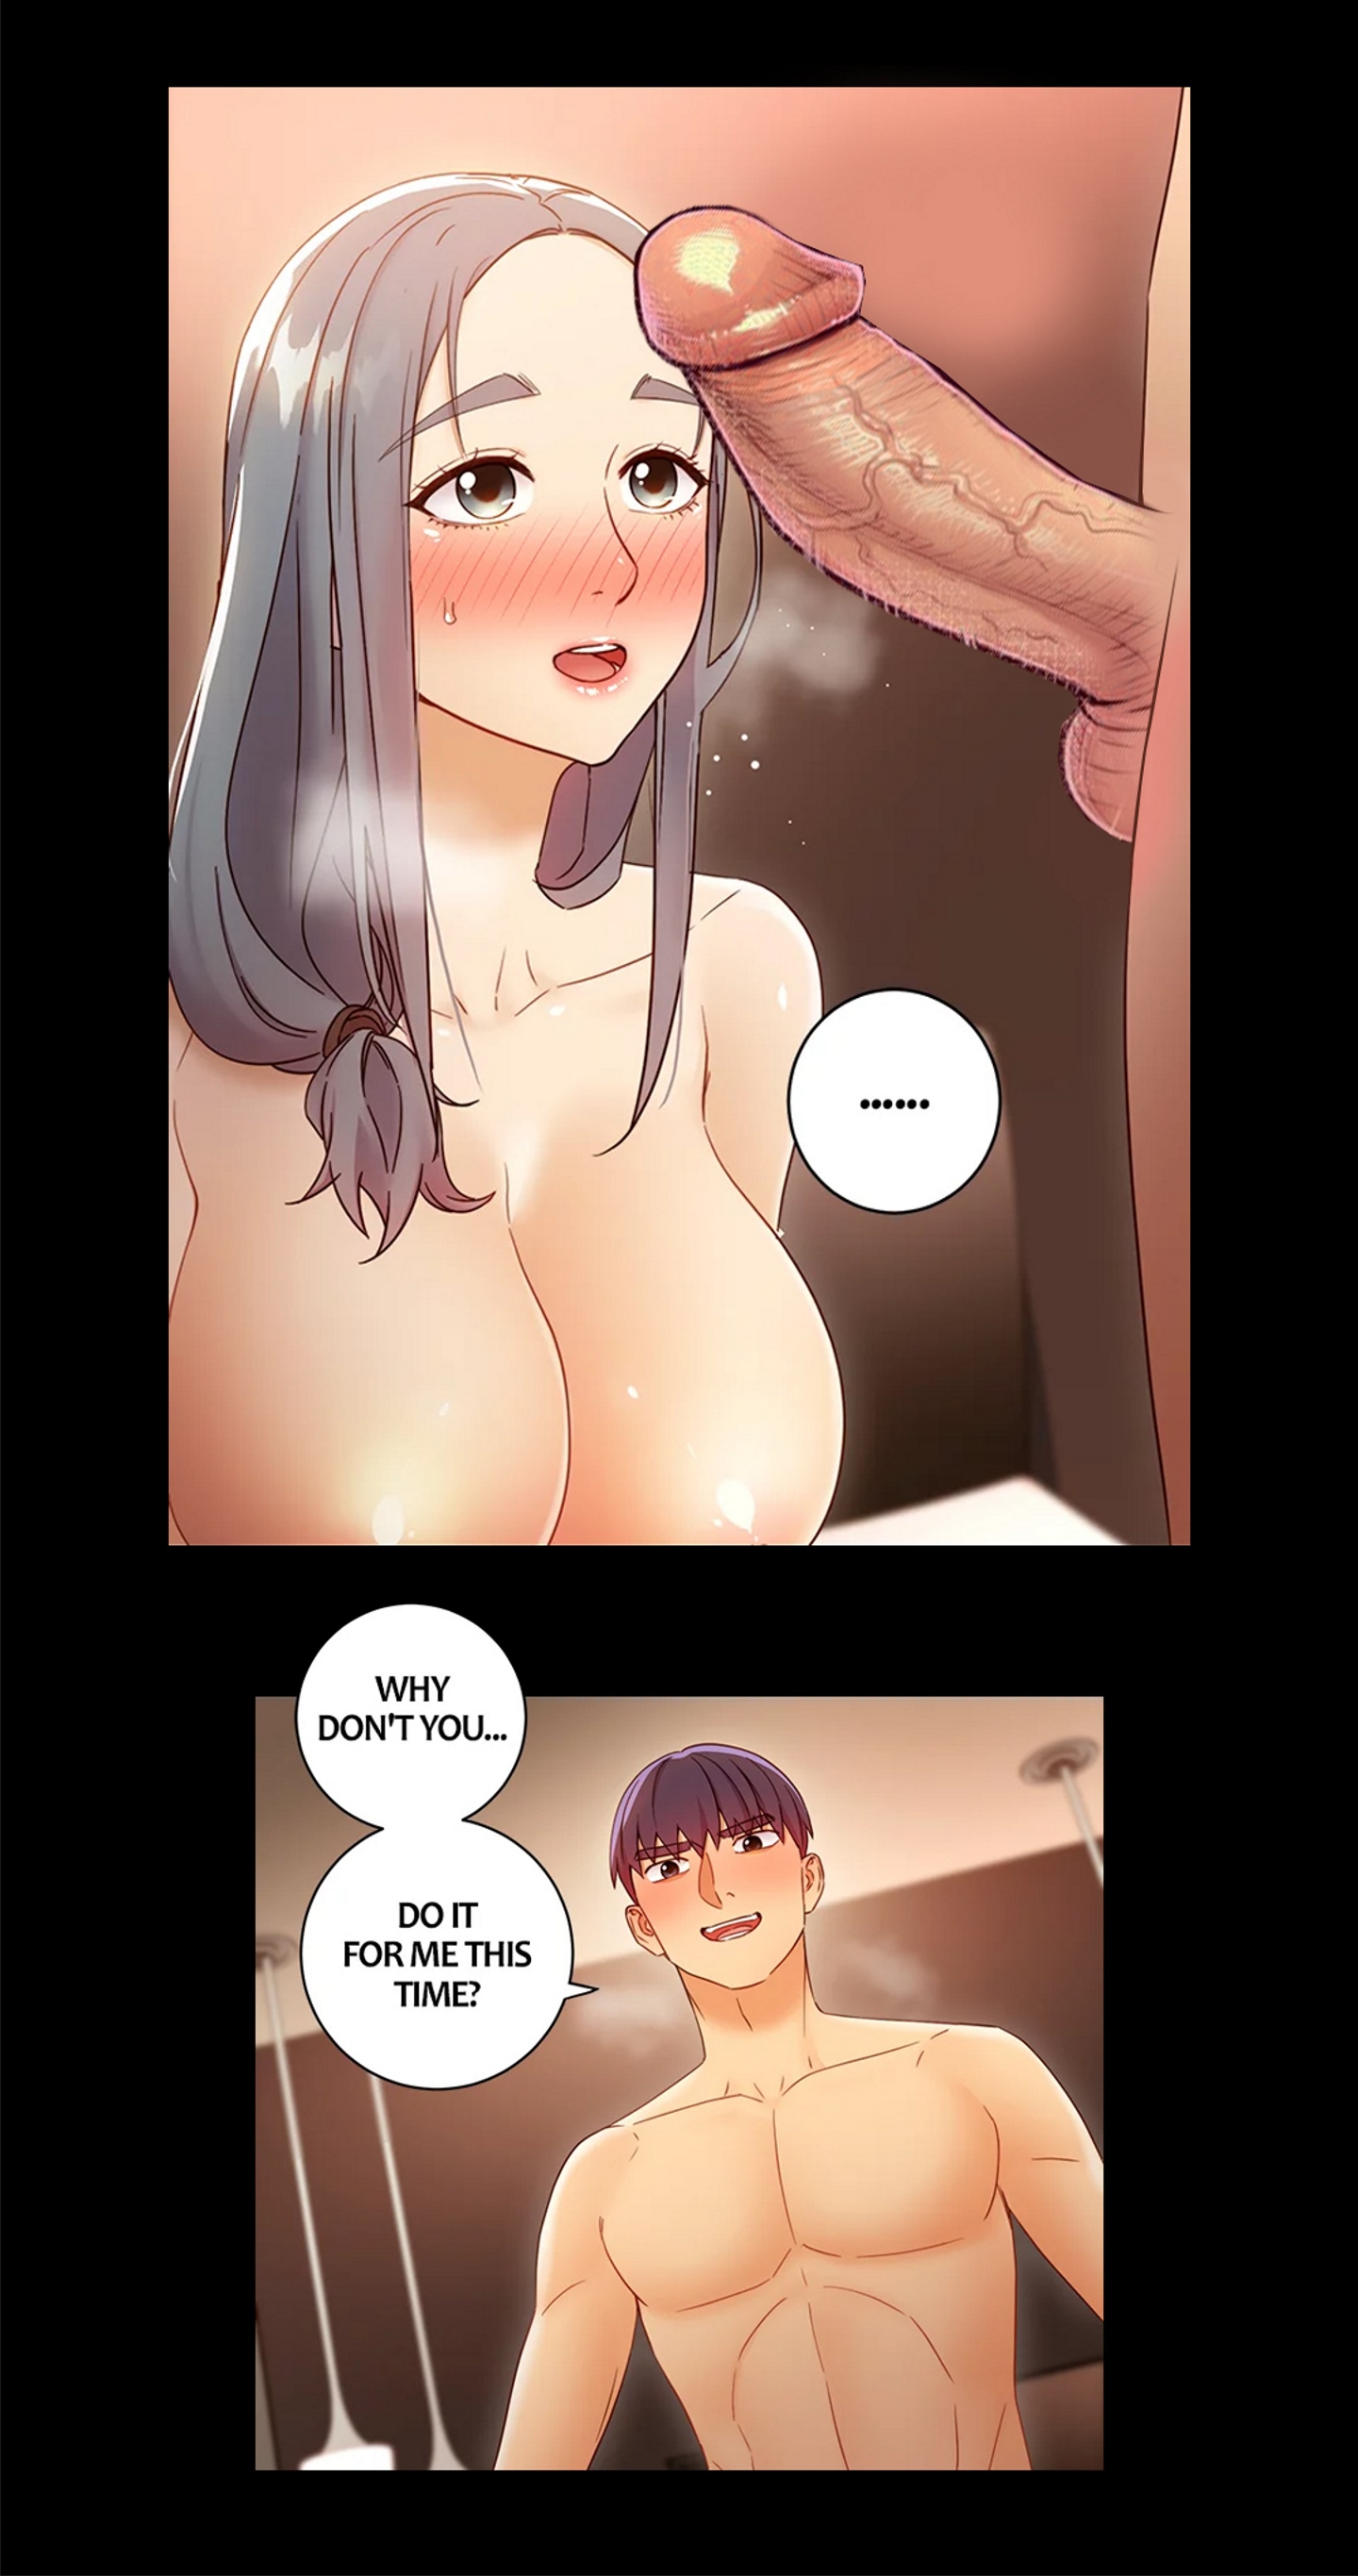 ......
WHY
DON'T YOU...
DO IT
FOR ME THIS
TIME?